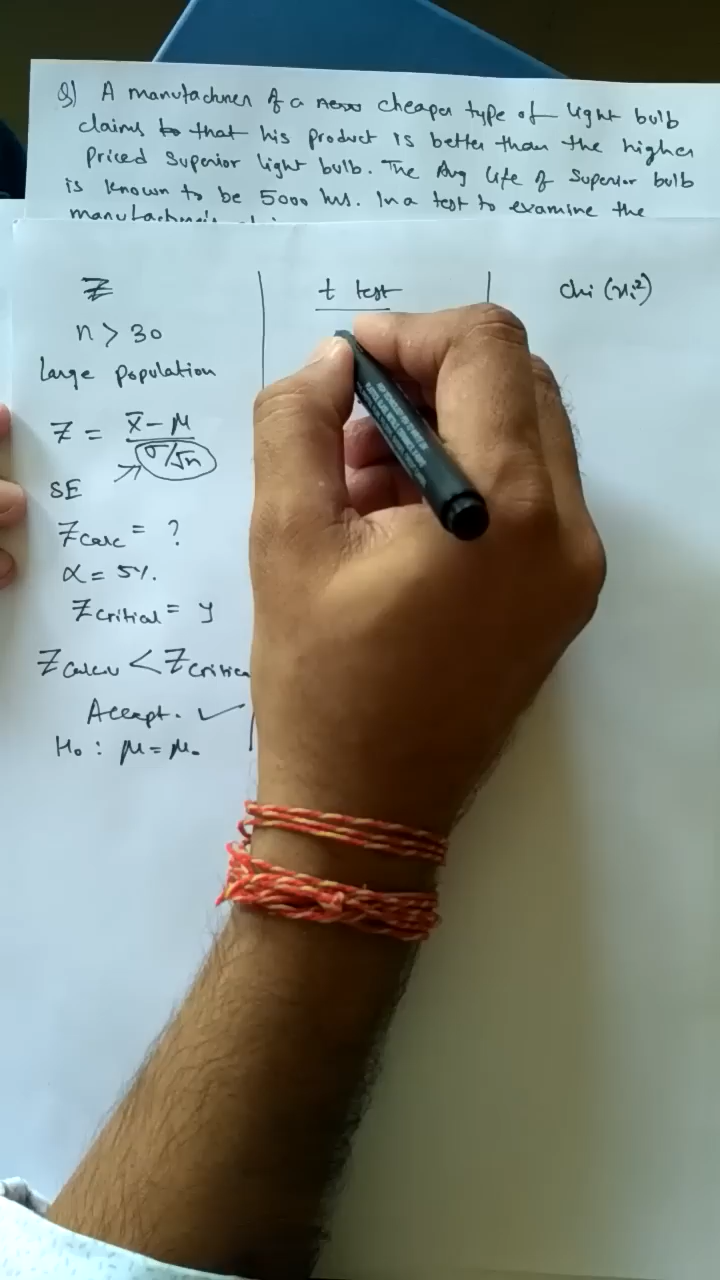 Q) A manufacturer of a new cheaper type of light bulb
claims to that his product is better than the higher
Priced Superior light bulb. The Avg life of Superior bulb
is known to be 5000 hrs. In a test to examine the
manufacturer's
Z
n > 30
Large Population
Z = x̄ - μ
σ/√n
SE
Zcalc = ?
α = 5%.
Zcritical = y
Zcalcu < Zcritical
Accept. ✓
H₀ : μ = μ₀
t test
chi (χi²)